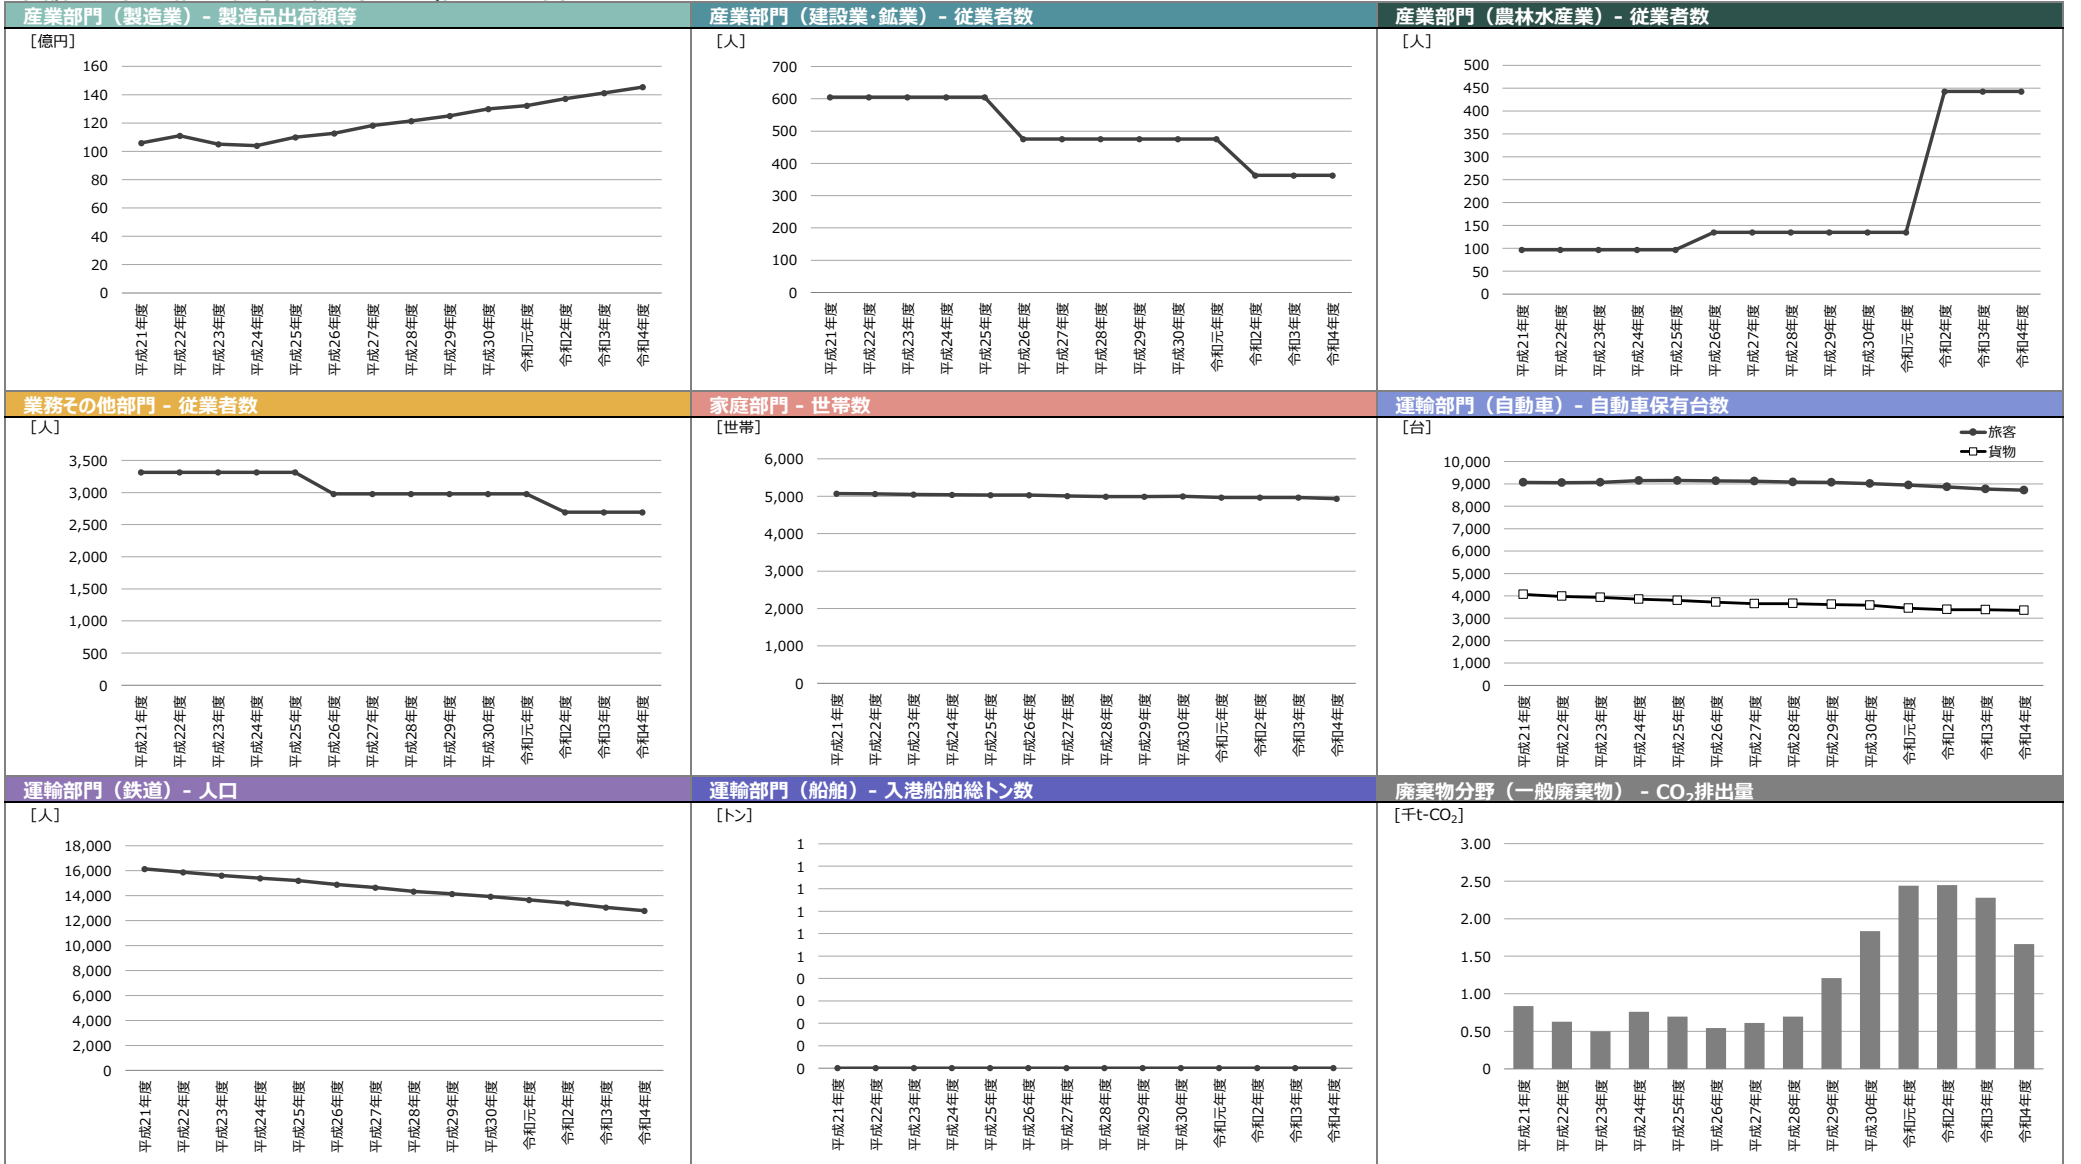 産業部門（製造業）- 製造品出荷額等
[億円]
160
140
120
100
80
60
40
20
0
平成21年度
平成22年度
平成23年度
平成24年度
平成25年度
平成26年度
平成27年度
平成28年度
平成29年度
平成30年度
令和元年度
令和2年度
令和3年度
令和4年度
産業部門（建設業・鉱業）- 従業者数
[人]
700
600
500
400
300
200
100
0
平成21年度
平成22年度
平成23年度
平成24年度
平成25年度
平成26年度
平成27年度
平成28年度
平成29年度
平成30年度
令和元年度
令和2年度
令和3年度
令和4年度
産業部門（農林水産業）- 従業者数
[人]
500
450
400
350
300
250
200
150
100
50
0
平成21年度
平成22年度
平成23年度
平成24年度
平成25年度
平成26年度
平成27年度
平成28年度
平成29年度
平成30年度
令和元年度
令和2年度
令和3年度
令和4年度
業務その他部門 - 従業者数
[人]
3,500
3,000
2,500
2,000
1,500
1,000
500
0
平成21年度
平成22年度
平成23年度
平成24年度
平成25年度
平成26年度
平成27年度
平成28年度
平成29年度
平成30年度
令和元年度
令和2年度
令和3年度
令和4年度
家庭部門 - 世帯数
[世帯]
6,000
5,000
4,000
3,000
2,000
1,000
0
平成21年度
平成22年度
平成23年度
平成24年度
平成25年度
平成26年度
平成27年度
平成28年度
平成29年度
平成30年度
令和元年度
令和2年度
令和3年度
令和4年度
運輸部門（自動車）- 自動車保有台数
[台]
旅客
貨物
10,000
9,000
8,000
7,000
6,000
5,000
4,000
3,000
2,000
1,000
0
平成21年度
平成22年度
平成23年度
平成24年度
平成25年度
平成26年度
平成27年度
平成28年度
平成29年度
平成30年度
令和元年度
令和2年度
令和3年度
令和4年度
運輸部門（鉄道）- 人口
[人]
18,000
16,000
14,000
12,000
10,000
8,000
6,000
4,000
2,000
0
平成21年度
平成22年度
平成23年度
平成24年度
平成25年度
平成26年度
平成27年度
平成28年度
平成29年度
平成30年度
令和元年度
令和2年度
令和3年度
令和4年度
運輸部門（船舶）- 入港船舶総トン数
[トン]
1
1
1
1
1
1
0
0
0
0
0
平成21年度
平成22年度
平成23年度
平成24年度
平成25年度
平成26年度
平成27年度
平成28年度
平成29年度
平成30年度
令和元年度
令和2年度
令和3年度
令和4年度
廃棄物分野（一般廃棄物） - CO₂排出量
[千t-CO₂]
3.00
2.50
2.00
1.50
1.00
0.50
0
平成21年度
平成22年度
平成23年度
平成24年度
平成25年度
平成26年度
平成27年度
平成28年度
平成29年度
平成30年度
令和元年度
令和2年度
令和3年度
令和4年度